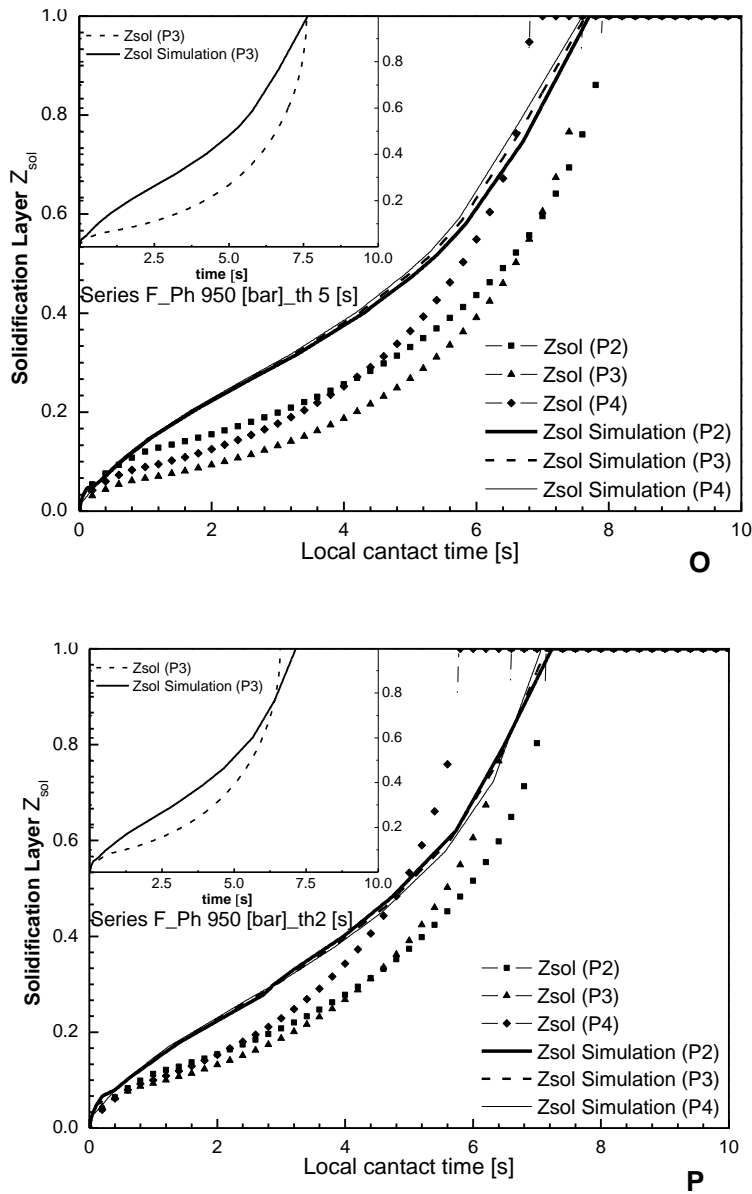 1.0
Zsol (P3)
Zsol Simulation (P3)
0.8
0.6
0.4
0.2
2.5 5.0 7.5 10.0
time [s]
Series F_Ph 950 [bar]_th 5 [s]
Solidification Layer Zsol
1.0
0.8
0.6
0.4
0.2
0.0
Zsol (P2)
Zsol (P3)
Zsol (P4)
Zsol Simulation (P2)
Zsol Simulation (P3)
Zsol Simulation (P4)
0 2 4 6 8 10
Local cantact time [s]
O
1.0
Zsol (P3)
Zsol Simulation (P3)
0.8
0.6
0.4
0.2
2.5 5.0 7.5 10.0
time [s]
Series F_Ph 950 [bar]_th2 [s]
Solidification Layer Zsol
0.8
0.6
0.4
0.2
0.0
Zsol (P2)
Zsol (P3)
Zsol (P4)
Zsol Simulation (P2)
Zsol Simulation (P3)
Zsol Simulation (P4)
0 2 4 6 8 10
Local cantact time [s]
P